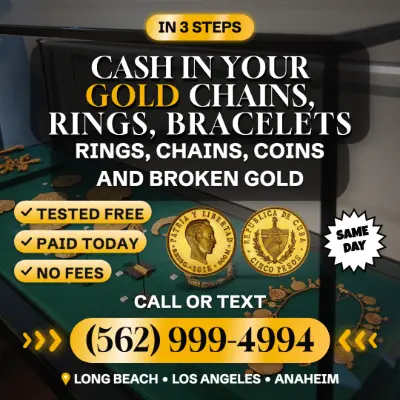 IN 3 STEPS
CASH IN YOUR
GOLD CHAINS,
RINGS, BRACELETS
RINGS, CHAINS, COINS
AND BROKEN GOLD
TESTED FREE
PAID TODAY
NO FEES
PATRIA Y LIBERTAD
1915
REPUBLICA DE CUBA
CINCO PESOS
SAME
DAY
CALL OR TEXT
(562) 999-4994
LONG BEACH • LOS ANGELES • ANAHEIM